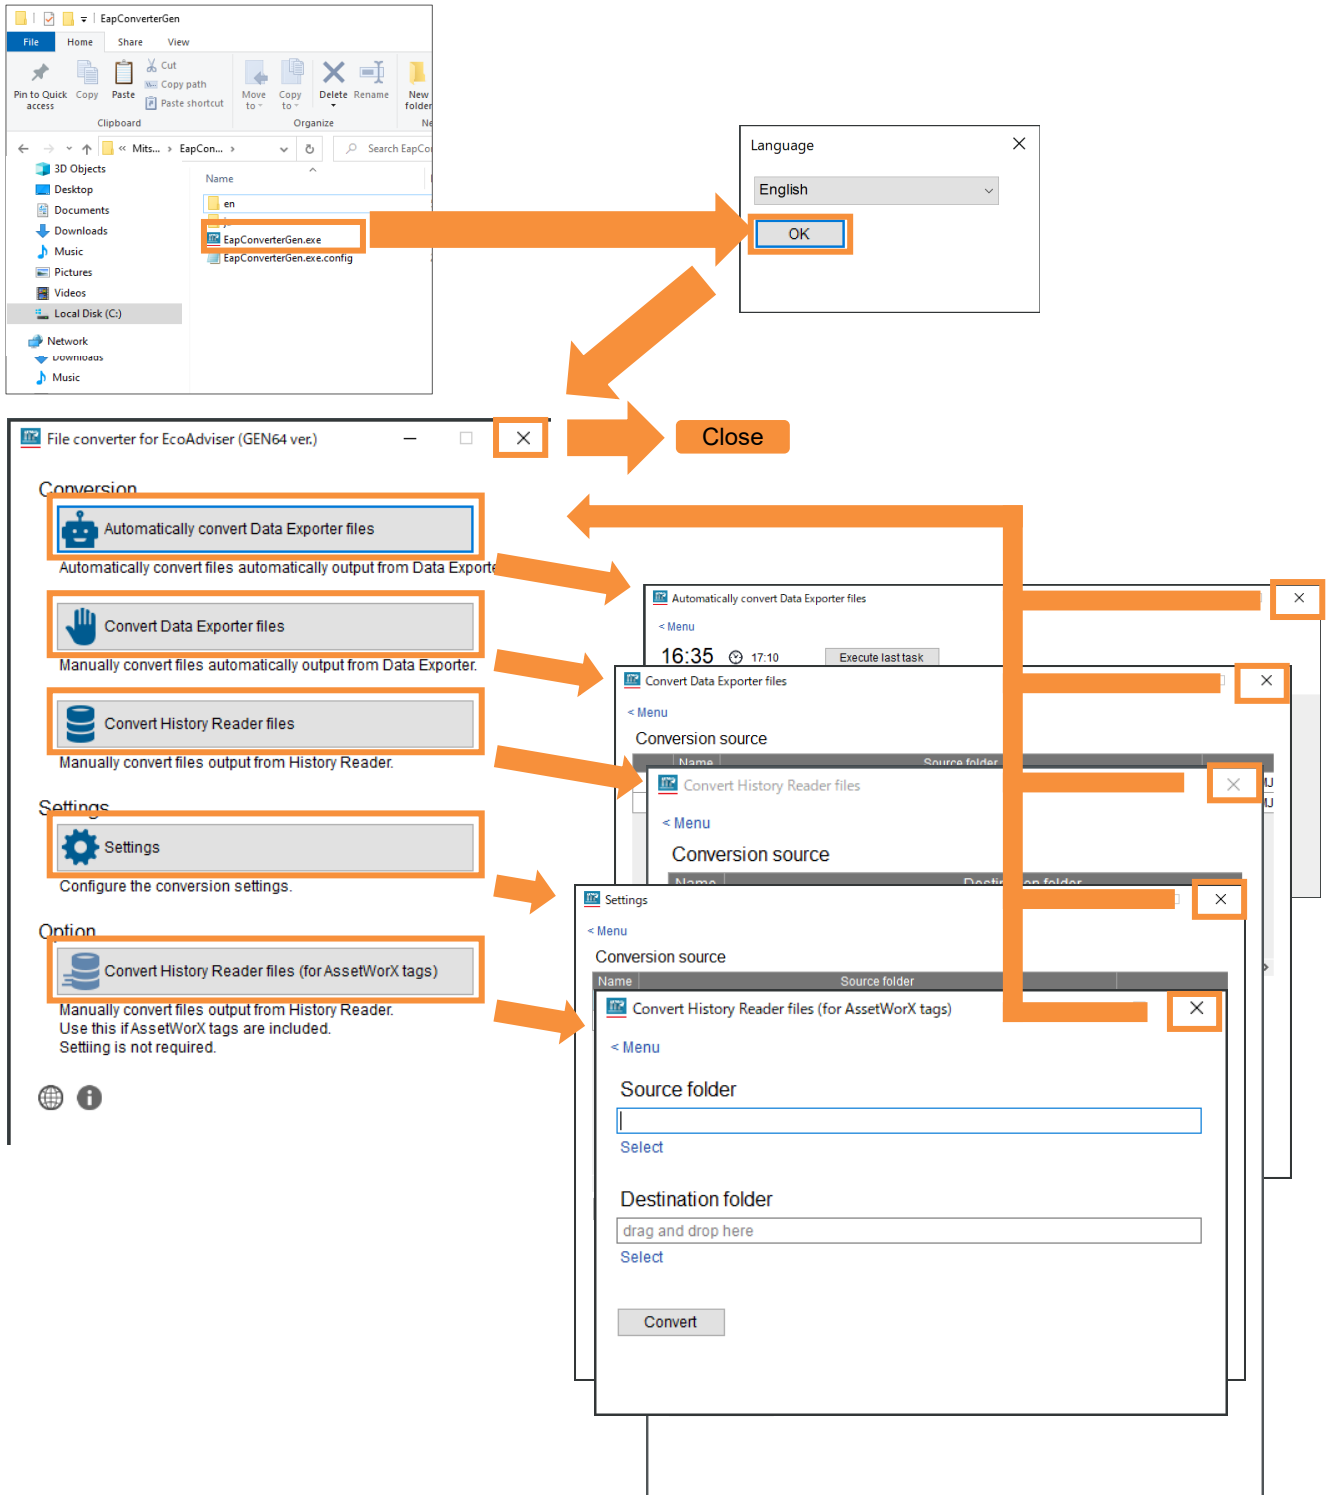 EapConverterGen
File Home Share View
Pin to Quick access
Copy
Paste
Cut
Copy path
Paste shortcut
Move to
Copy to
Delete
Rename
New folder
Clipboard
Organize
Ne
« Mits... › EapCon... ›
Search EapCo
3D Objects
Desktop
Documents
Downloads
Music
Pictures
Videos
Local Disk (C:)
Network
Downloads
Music
Name
en
EapConverterGen.exe
EapConverterGen.exe.config
Language
English
OK
File converter for EcoAdviser (GEN64 ver.)
Close
Conversion
Automatically convert Data Exporter files
Automatically convert files automatically output from Data Exporte
Convert Data Exporter files
Manually convert files automatically output from Data Exporter.
Convert History Reader files
Manually convert files output from History Reader.
Settings
Settings
Configure the conversion settings.
Option
Convert History Reader files (for AssetWorX tags)
Manually convert files output from History Reader.
Use this if AssetWorX tags are included.
Settiing is not required.
Automatically convert Data Exporter files
< Menu
16:35 17:10 Execute last task
Convert Data Exporter files
< Menu
Conversion source
Name Source folder
MJ
MJ
Convert History Reader files
< Menu
Conversion source
Name Destination folder
Settings
< Menu
Conversion source
Name Source folder
Convert History Reader files (for AssetWorX tags)
< Menu
Source folder
Select
Destination folder
drag and drop here
Select
Convert